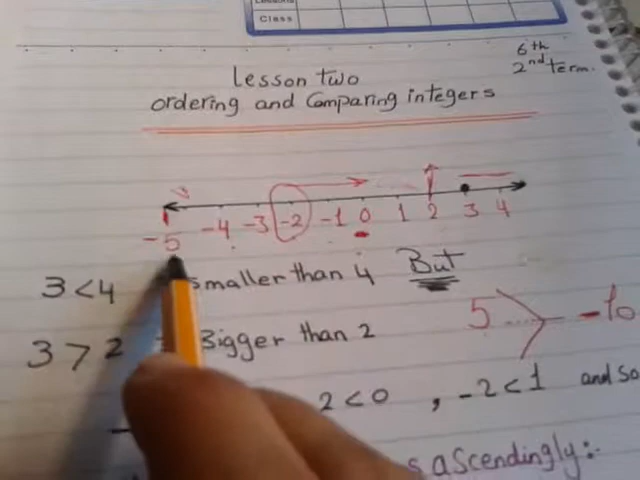 Class
6th
2nd term.
Lesson two
ordering and Comparing integers
-5 -4 -3 -2 -1 0 1 2 3 4
3<4 smaller than 4 But
5 > -10
3 > 2 Bigger than 2
2<0 , -2<1 and so
ascendingly:-